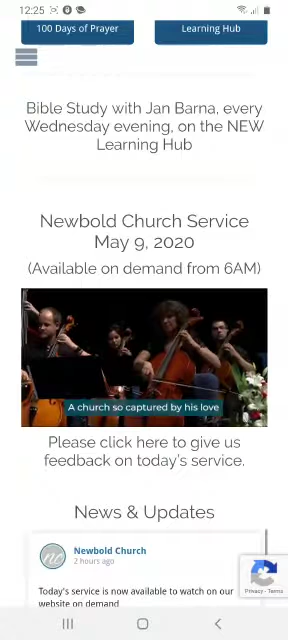 12:25
100 Days of Prayer
Learning Hub
Bible Study with Jan Barna, every
Wednesday evening, on the NEW
Learning Hub
Newbold Church Service
May 9, 2020
(Available on demand from 6AM)
A church so captured by his love
Please click here to give us
feedback on today's service.
News & Updates
nc
Newbold Church
2 hours ago
Today's service is now available to watch on our
website on demand
Privacy - Terms